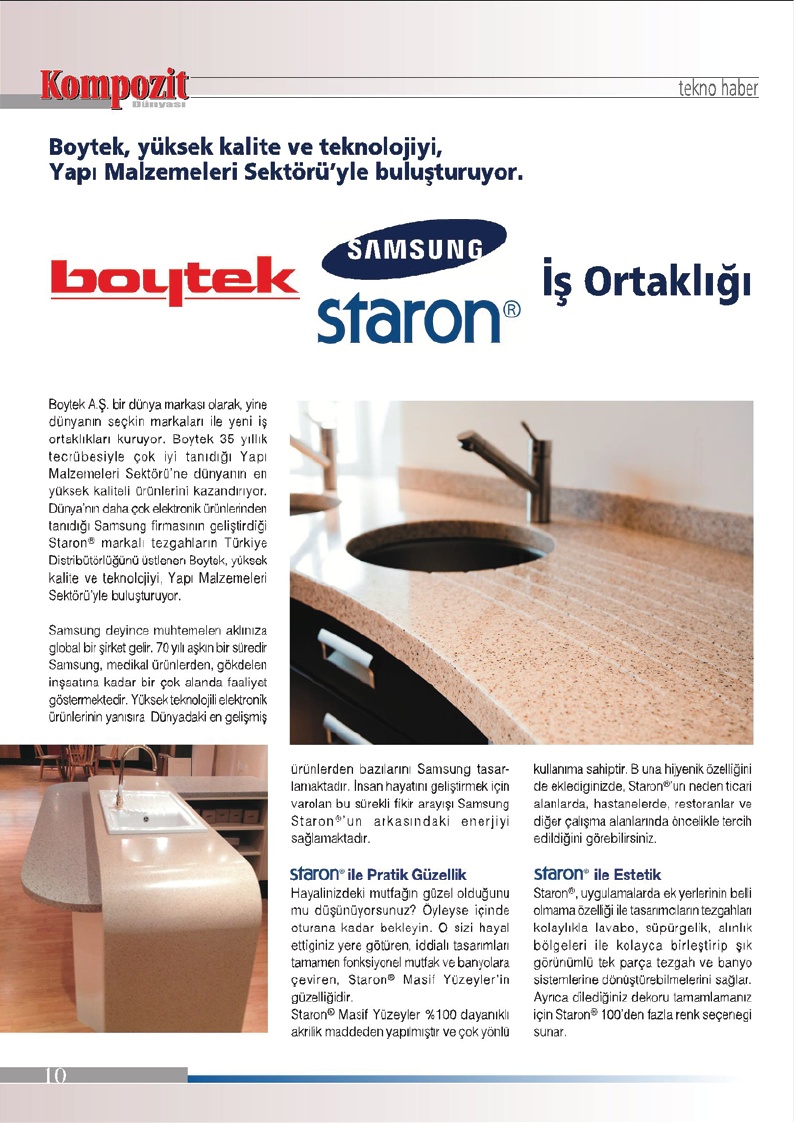 Kompozit
Dünyası
tekno haber
Boytek, yüksek kalite ve teknolojiyi,
Yapı Malzemeleri Sektörü'yle buluşturuyor.
boytek
SAMSUNG
staron®
İş Ortaklığı
Boytek A.Ş. bir dünya markası olarak, yine
dünyanın seçkin markaları ile yeni iş
ortaklıkları kuruyor. Boytek 35 yıllık
tecrübesiyle çok iyi tanıdığı Yapı
Malzemeleri Sektörü'ne dünyanın en
yüksek kaliteli ürünlerini kazandırıyor.
Dünya'nın daha çok elektronik ürünlerinden
tanıdığı Samsung firmasının geliştirdiği
Staron® markalı tezgahların Türkiye
Distribütörlüğünü üstlenen Boytek, yüksek
kalite ve teknolojiyi, Yapı Malzemeleri
Sektörü'yle buluşturuyor.
Samsung deyince muhtemelen aklınıza
global bir şirket gelir. 70 yılı aşkın bir süredir
Samsung, medikal ürünlerden, gökdelen
inşaatına kadar bir çok alanda faaliyet
göstermektedir. Yüksek teknolojili elektronik
ürünlerinin yanısıra Dünyadaki en gelişmiş
ürünlerden bazılarını Samsung tasar-
lamaktadır. İnsan hayatını geliştirmek için
varolan bu sürekli fikir arayışı Samsung
Staron®'un arkasındaki enerjiyi
sağlamaktadır.
staron® ile Pratik Güzellik
Hayalinizdeki mutfağın güzel olduğunu
mu düşünüyorsunuz? Öyleyse içinde
oturana kadar bekleyin. O sizi hayal
ettiginiz yere götüren, iddialı tasarımları
tamamen fonksiyonel mutfak ve banyolara
çeviren, Staron® Masif Yüzeyler'in
güzelliğidir.
Staron® Masif Yüzeyler %100 dayanıklı
akrilik maddeden yapılmıştır ve çok yönlü
kullanıma sahiptir. B una hijyenik özelliğini
de eklediginizde, Staron®'un neden ticari
alanlarda, hastanelerde, restoranlar ve
diğer çalışma alanlarında öncelikle tercih
edildiğini görebilirsiniz.
staron® ile Estetik
Staron®, uygulamalarda ek yerlerinin belli
olmama özelliği ile tasarımcıların tezgahları
kolaylıkla lavabo, süpürgelik, alınlık
bölgeleri ile kolayca birleştirip şık
görünümlü tek parça tezgah ve banyo
sistemlerine dönüştürebilmelerini sağlar.
Ayrıca dilediğiniz dekoru tamamlamanız
için Staron® 100'den fazla renk seçenegi
sunar.
10